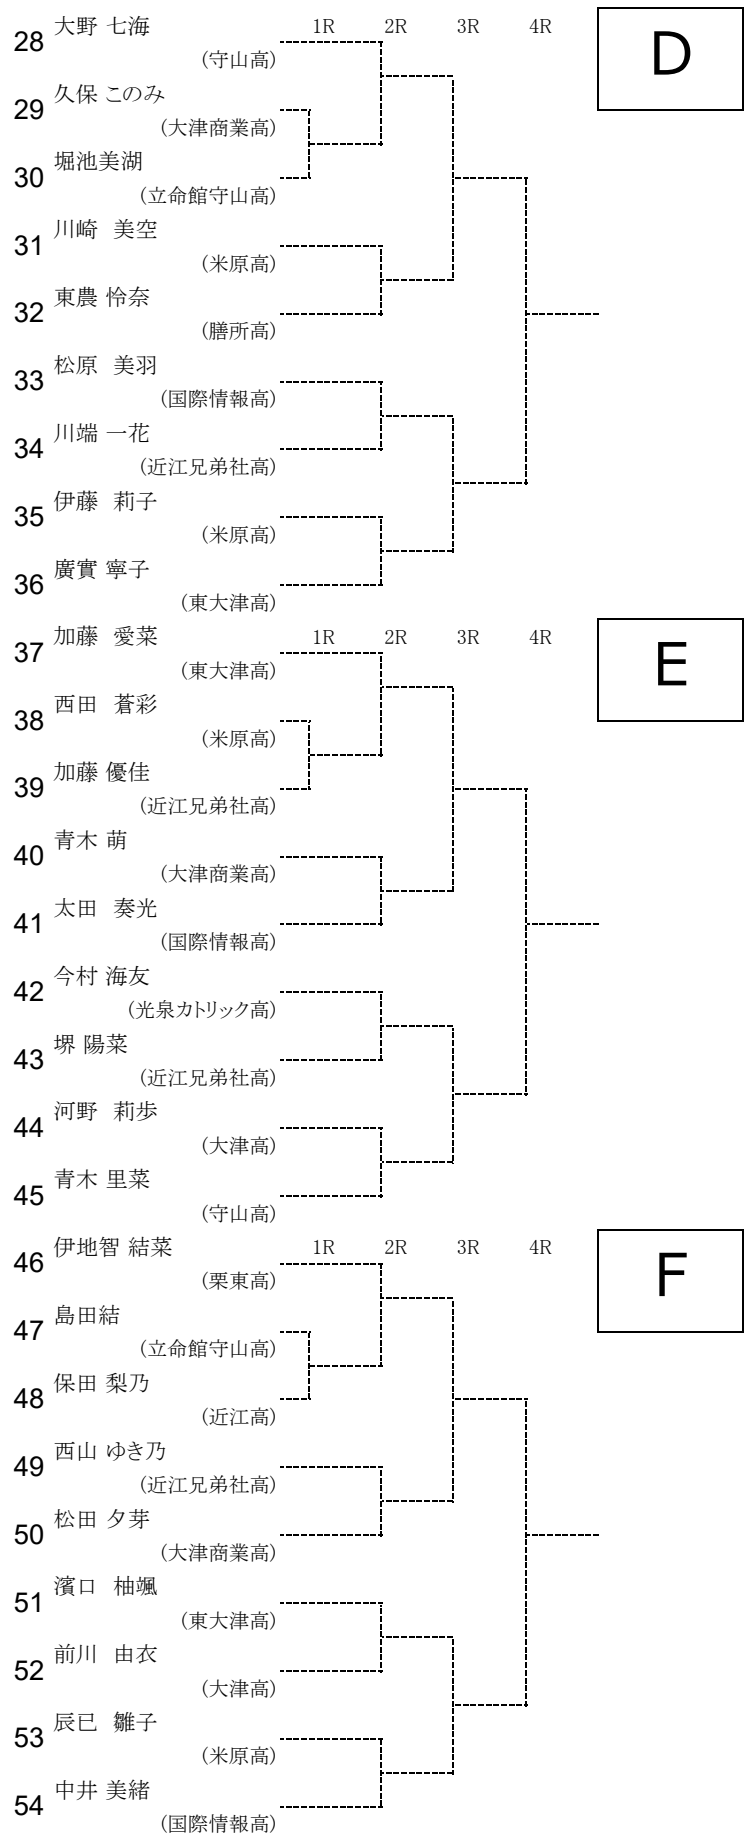 大野 七海 1R 2R 3R 4R D
28
(守山高)
久保 このみ
29
(大津商業高)
堀池美湖
30
(立命館守山高)
川崎 美空
31
(米原高)
東農 怜奈
32
(膳所高)
松原 美羽
33
(国際情報高)
川端 一花
34
(近江兄弟社高)
伊藤 莉子
35
(米原高)
廣實 寧子
36
(東大津高)
加藤 愛菜 1R 2R 3R 4R E
37
(東大津高)
西田 蒼彩
38
(米原高)
加藤 優佳
39
(近江兄弟社高)
青木 萌
40
(大津商業高)
太田 奏光
41
(国際情報高)
今村 海友
42
(光泉カトリック高)
堺 陽菜
43
(近江兄弟社高)
河野 莉歩
44
(大津高)
青木 里菜
45
(守山高)
伊地智 結菜 1R 2R 3R 4R F
46
(栗東高)
島田結
47
(立命館守山高)
保田 梨乃
48
(近江高)
西山 ゆき乃
49
(近江兄弟社高)
松田 夕芽
50
(大津商業高)
濱口 柚颯
51
(東大津高)
前川 由衣
52
(大津高)
辰巳 雛子
53
(米原高)
中井 美緒
54
(国際情報高)